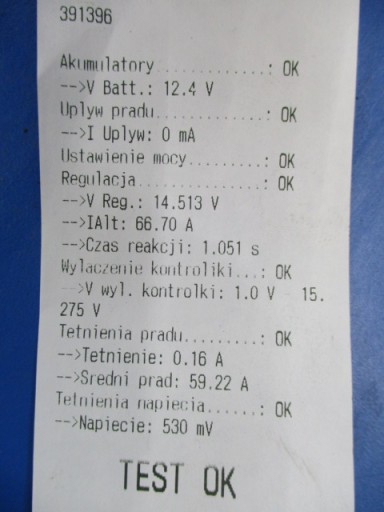 391396
Akumulatory.............: OK
-->V Batt.: 12.4 V
Uplyw pradu.............: OK
-->I Uplyw: 0 mA
Ustawienie mocy.........: OK
Regulacja...............: OK
-->V Reg.: 14.513 V
-->IAlt: 66.70 A
-->Czas reakcji: 1.051 s
Wylaczenie kontroliki...: OK
-->V wyl. kontrolki: 1.0 V 15.
275 V
Tetnienia pradu.........: OK
-->Tetnienie: 0.16 A
-->Sredni prad: 59.22 A
Tetnienia napiecia......: OK
-->Napiecie: 530 mV
TEST OK